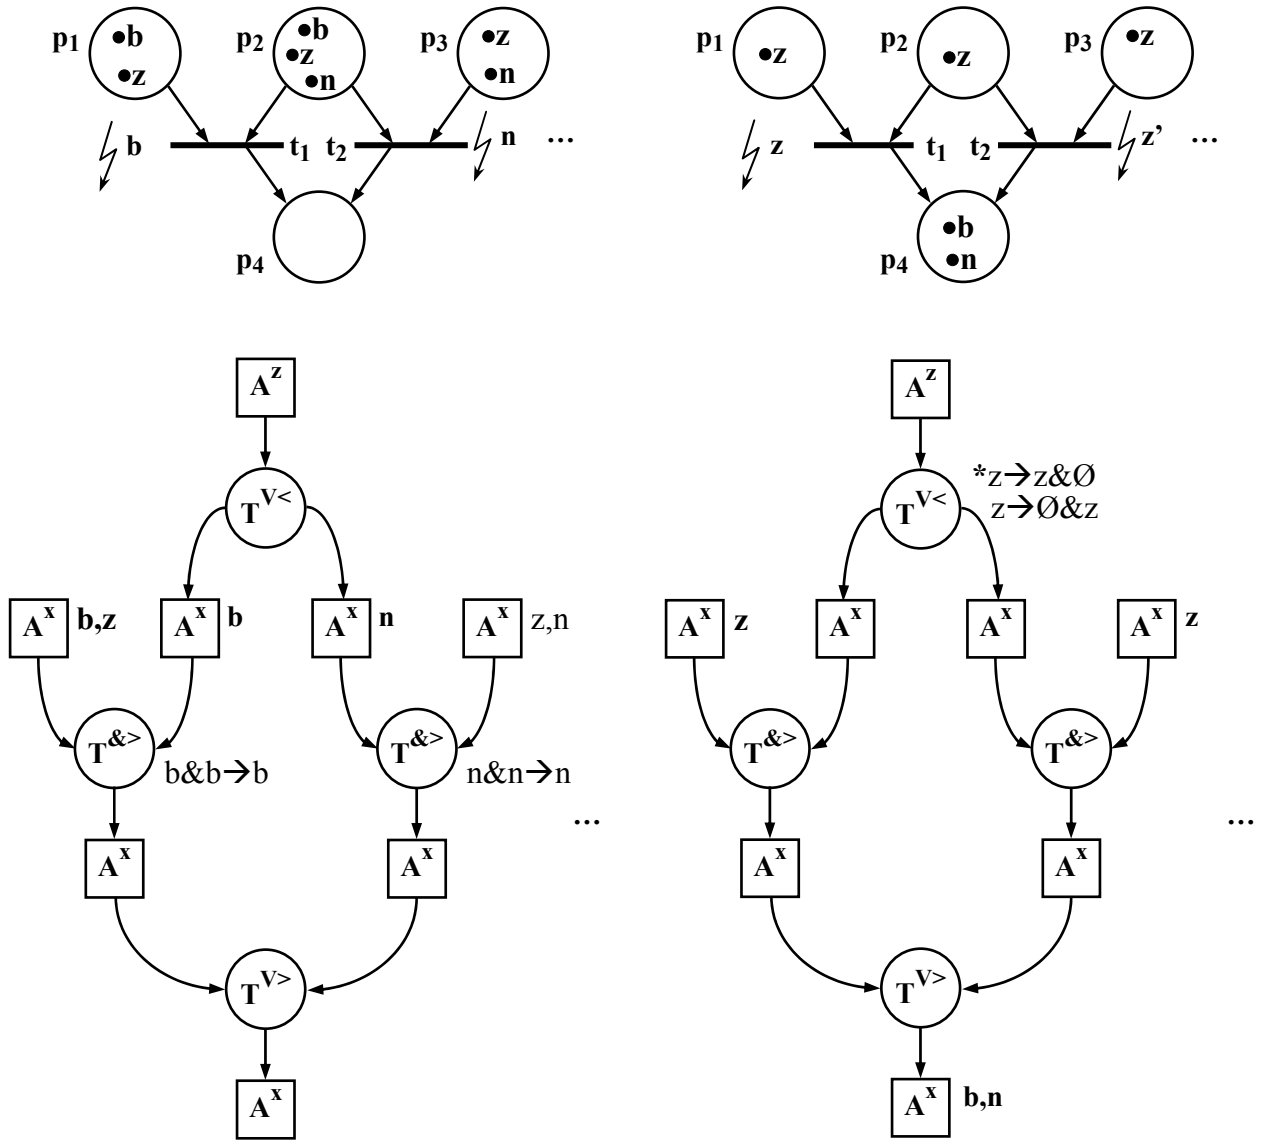 p1 b z p2 b z n p3 z n
b t1 t2 n ...
p4
p1 z p2 z p3 z
z t1 t2 z’ ...
p4 b n
A^z
T^V<
A^x b,z A^x b A^x n A^x z,n
T^&> T^&>
b&b→b n&n→n
...
A^x A^x
T^V>
A^x
A^z
T^V< *z→z&Ø
z→Ø&z
A^x z A^x A^x A^x z
T^&> T^&>
...
A^x A^x
T^V>
A^x b,n